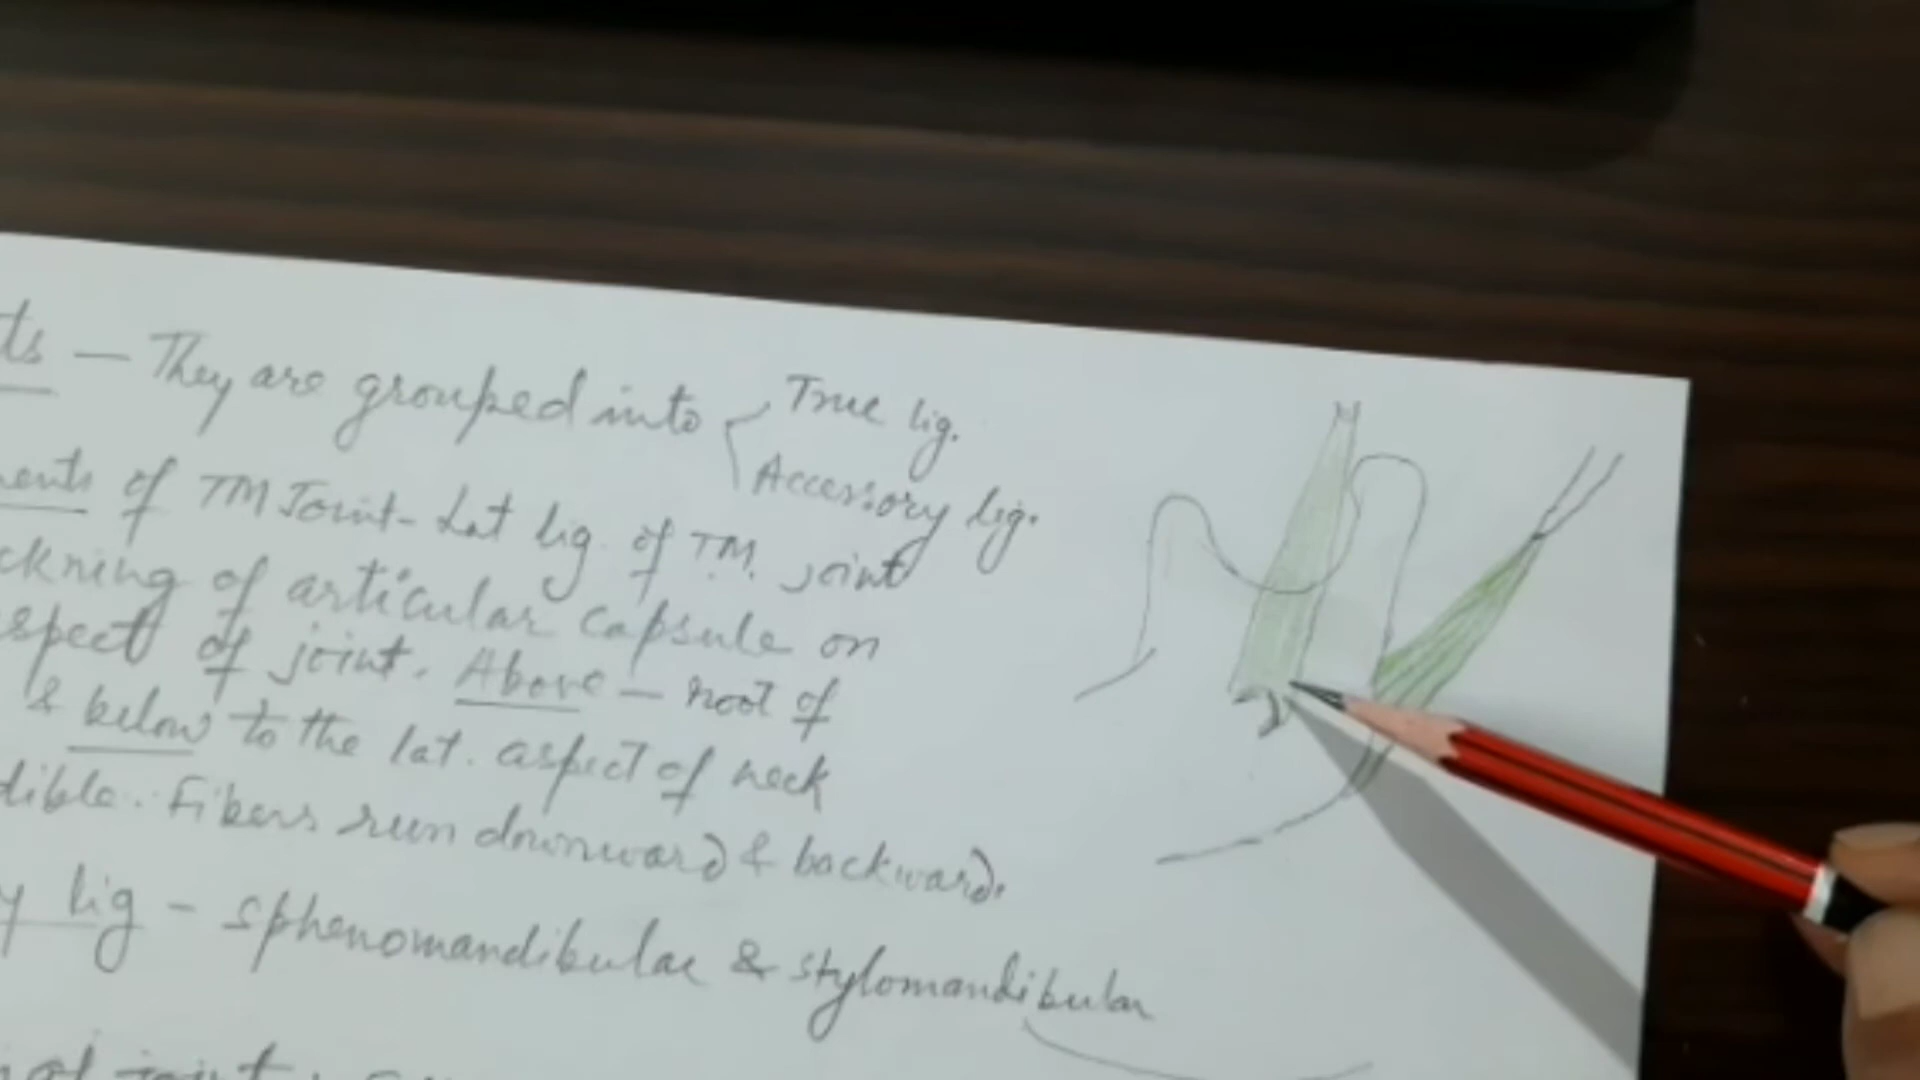 ts — They are grouped into True lig.
Accessory lig.
ents of TM Joint - Lat lig. of T.M. joint
ckning of articular capsule on
spect of joint. Above — root of
& below to the lat. aspect of neck
dible. Fibers run downward & backward.
y lig - sphenomandibular & stylomandibular
al joint